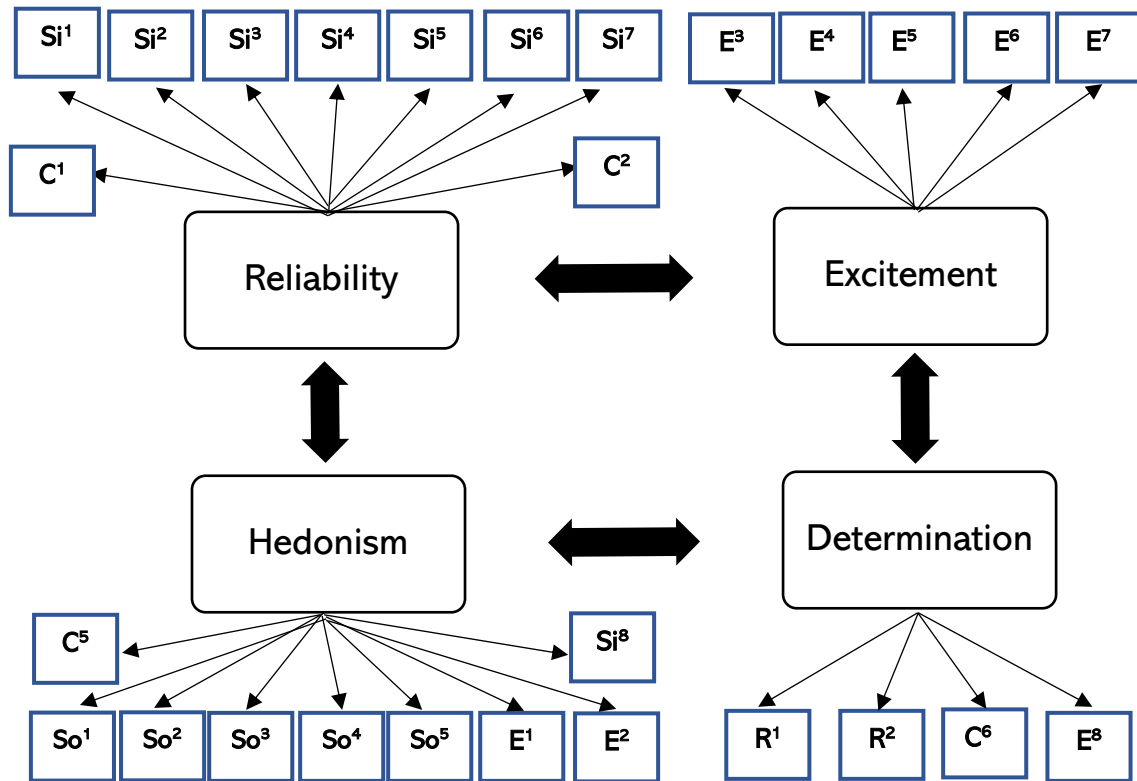 Si¹ Si² Si³ Si⁴ Si⁵ Si⁶ Si⁷ E³ E⁴ E⁵ E⁶ E⁷
C¹ C²
Reliability Excitement
Hedonism Determination
C⁵ Si⁸
So¹ So² So³ So⁴ So⁵ E¹ E² R¹ R² C⁶ E⁸